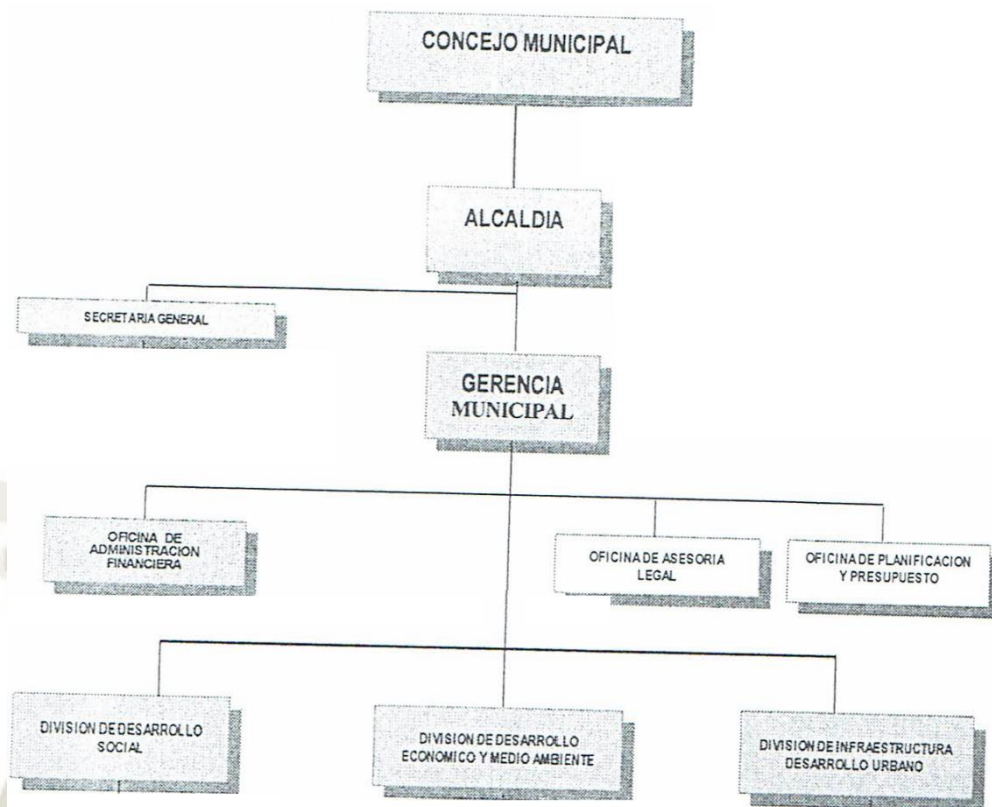 CONCEJO MUNICIPAL
ALCALDIA
SECRETARIA GENERAL
GERENCIA
MUNICIPAL
OFICINA DE
ADMINISTRACION
FINANCIERA
OFICINA DE ASESORIA
LEGAL
OFICINA DE PLANIFICACION
Y PRESUPUESTO
DIVISION DE DESARROLLO
SOCIAL
DIVISION DE DESARROLLO
ECONOMICO Y MEDIO AMBIENTE
DIVISION DE INFRAESTRUCTURA
DESARROLLO URBANO